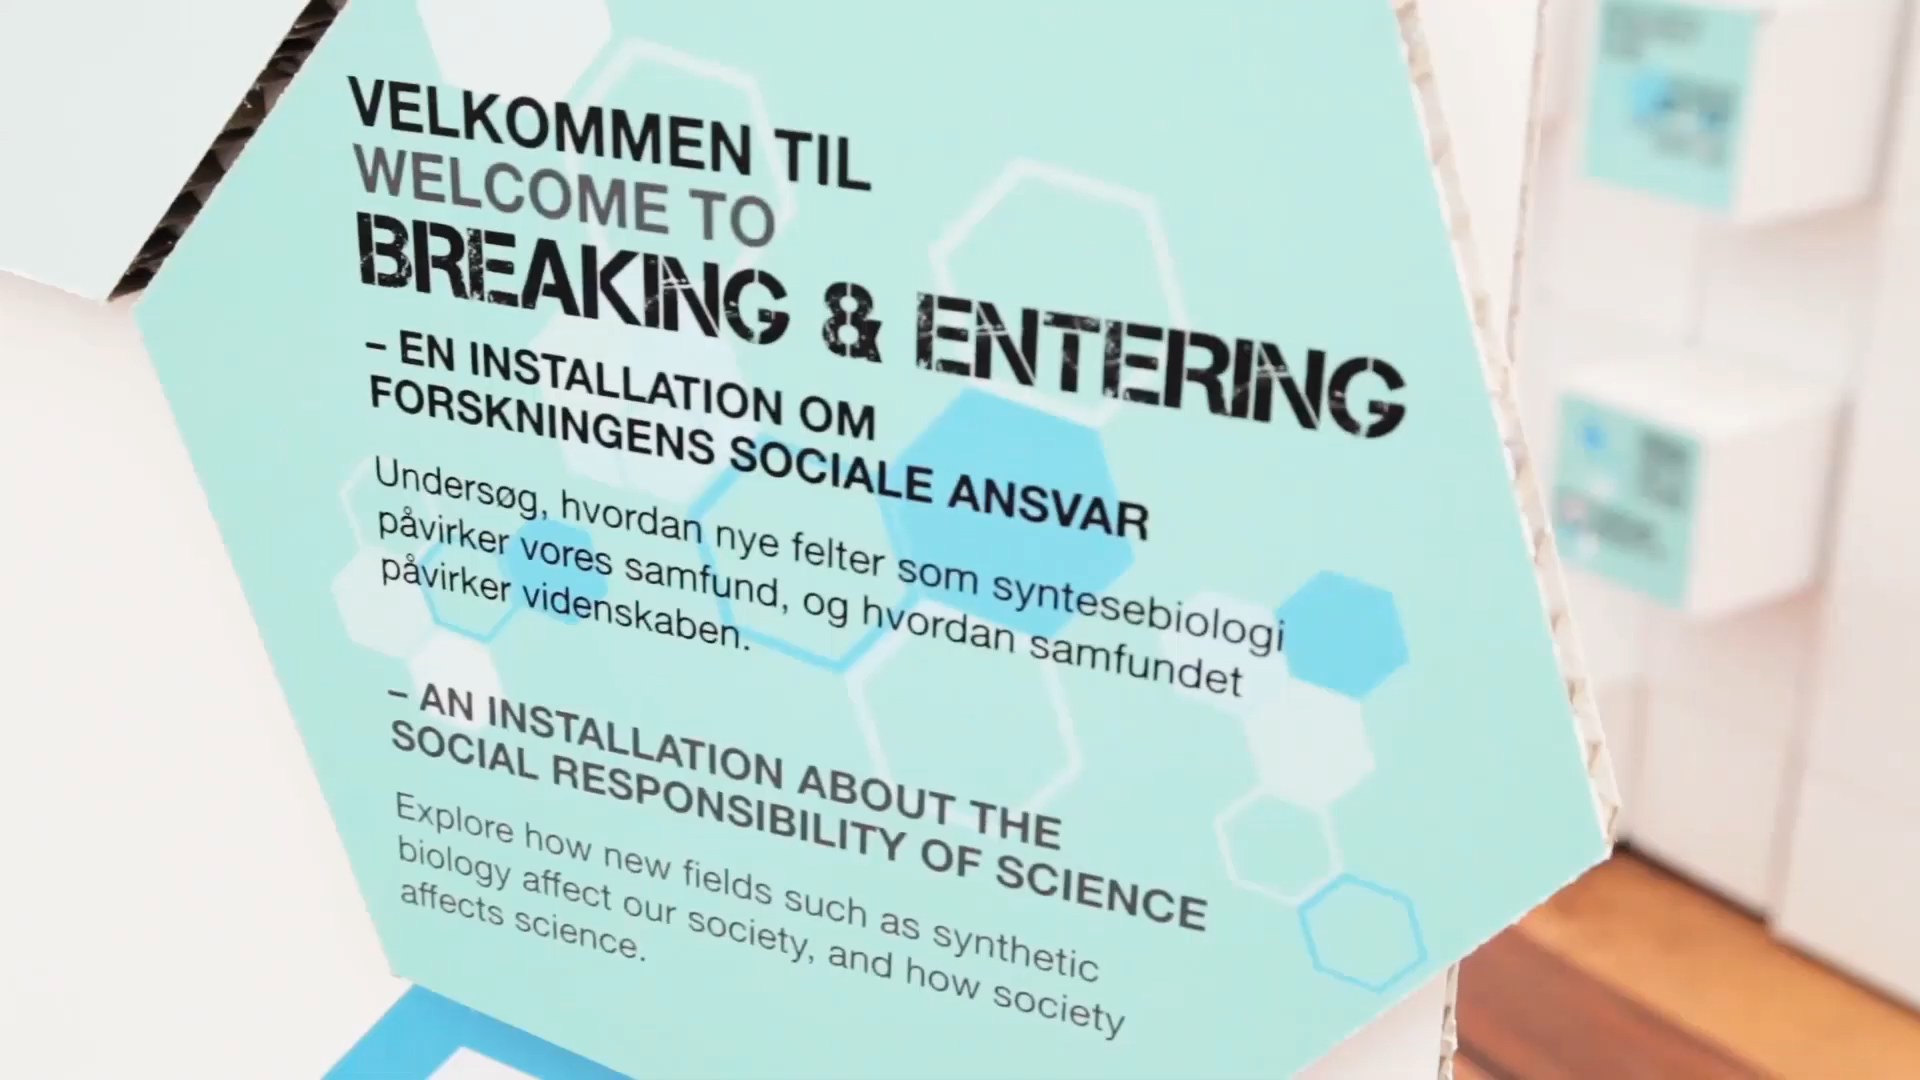 VELKOMMEN TIL
WELCOME TO
BREAKING & ENTERING
– EN INSTALLATION OM
FORSKNINGENS SOCIALE ANSVAR
Undersøg, hvordan nye felter som syntesebiologi
påvirker vores samfund, og hvordan samfundet
påvirker videnskaben.
– AN INSTALLATION ABOUT THE
SOCIAL RESPONSIBILITY OF SCIENCE
Explore how new fields such as synthetic
biology affect our society, and how society
affects science.